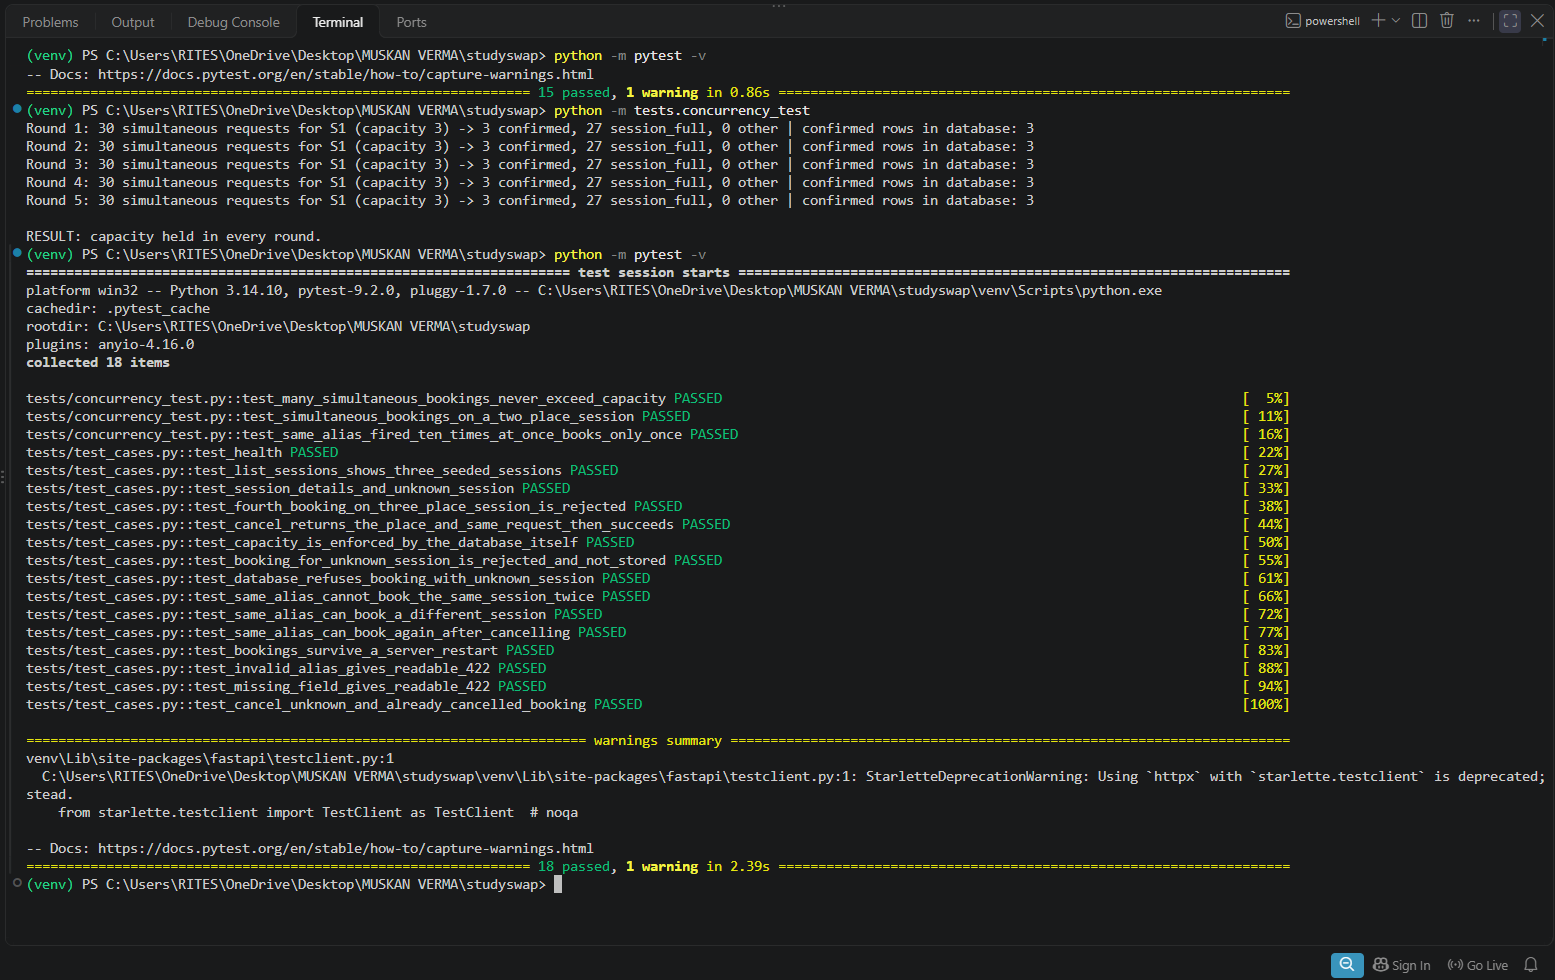 Problems Output Debug Console Terminal Ports powershell
(venv) PS C:\Users\RITES\OneDrive\Desktop\MUSKAN VERMA\studyswap> python -m pytest -v
-- Docs: https://docs.pytest.org/en/stable/how-to/capture-warnings.html
=============================================================== 15 passed, 1 warning in 0.86s ================================================================
(venv) PS C:\Users\RITES\OneDrive\Desktop\MUSKAN VERMA\studyswap> python -m tests.concurrency_test
Round 1: 30 simultaneous requests for S1 (capacity 3) -> 3 confirmed, 27 session_full, 0 other | confirmed rows in database: 3
Round 2: 30 simultaneous requests for S1 (capacity 3) -> 3 confirmed, 27 session_full, 0 other | confirmed rows in database: 3
Round 3: 30 simultaneous requests for S1 (capacity 3) -> 3 confirmed, 27 session_full, 0 other | confirmed rows in database: 3
Round 4: 30 simultaneous requests for S1 (capacity 3) -> 3 confirmed, 27 session_full, 0 other | confirmed rows in database: 3
Round 5: 30 simultaneous requests for S1 (capacity 3) -> 3 confirmed, 27 session_full, 0 other | confirmed rows in database: 3
RESULT: capacity held in every round.
(venv) PS C:\Users\RITES\OneDrive\Desktop\MUSKAN VERMA\studyswap> python -m pytest -v
==================================================================== test session starts =====================================================================
platform win32 -- Python 3.14.10, pytest-9.2.0, pluggy-1.7.0 -- C:\Users\RITES\OneDrive\Desktop\MUSKAN VERMA\studyswap\venv\Scripts\python.exe
cachedir: .pytest_cache
rootdir: C:\Users\RITES\OneDrive\Desktop\MUSKAN VERMA\studyswap
plugins: anyio-4.16.0
collected 18 items
tests/concurrency_test.py::test_many_simultaneous_bookings_never_exceed_capacity PASSED [  5%]
tests/concurrency_test.py::test_simultaneous_bookings_on_a_two_place_session PASSED [ 11%]
tests/concurrency_test.py::test_same_alias_fired_ten_times_at_once_books_only_once PASSED [ 16%]
tests/test_cases.py::test_health PASSED [ 22%]
tests/test_cases.py::test_list_sessions_shows_three_seeded_sessions PASSED [ 27%]
tests/test_cases.py::test_session_details_and_unknown_session PASSED [ 33%]
tests/test_cases.py::test_fourth_booking_on_three_place_session_is_rejected PASSED [ 38%]
tests/test_cases.py::test_cancel_returns_the_place_and_same_request_then_succeeds PASSED [ 44%]
tests/test_cases.py::test_capacity_is_enforced_by_the_database_itself PASSED [ 50%]
tests/test_cases.py::test_booking_for_unknown_session_is_rejected_and_not_stored PASSED [ 55%]
tests/test_cases.py::test_database_refuses_booking_with_unknown_session PASSED [ 61%]
tests/test_cases.py::test_same_alias_cannot_book_the_same_session_twice PASSED [ 66%]
tests/test_cases.py::test_same_alias_can_book_a_different_session PASSED [ 72%]
tests/test_cases.py::test_same_alias_can_book_again_after_cancelling PASSED [ 77%]
tests/test_cases.py::test_bookings_survive_a_server_restart PASSED [ 83%]
tests/test_cases.py::test_invalid_alias_gives_readable_422 PASSED [ 88%]
tests/test_cases.py::test_missing_field_gives_readable_422 PASSED [ 94%]
tests/test_cases.py::test_cancel_unknown_and_already_cancelled_booking PASSED [100%]
====================================================================== warnings summary ======================================================================
venv\Lib\site-packages\fastapi\testclient.py:1
C:\Users\RITES\OneDrive\Desktop\MUSKAN VERMA\studyswap\venv\Lib\site-packages\fastapi\testclient.py:1: StarletteDeprecationWarning: Using `httpx` with `starlette.testclient` is deprecated;
stead.
from starlette.testclient import TestClient as TestClient  # noqa
-- Docs: https://docs.pytest.org/en/stable/how-to/capture-warnings.html
=============================================================== 18 passed, 1 warning in 2.39s ================================================================
(venv) PS C:\Users\RITES\OneDrive\Desktop\MUSKAN VERMA\studyswap>
Sign In Go Live